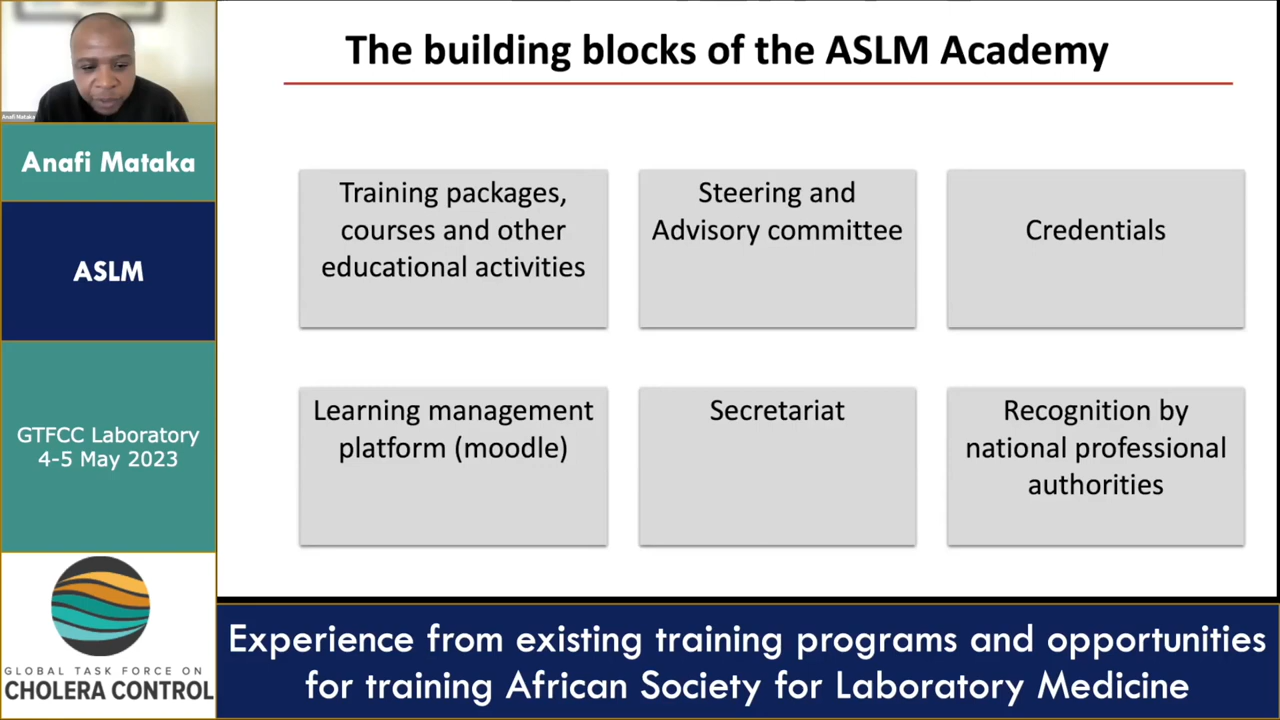 The building blocks of the ASLM Academy
Anafi Mataka
Anafi Mataka
ASLM
GTFCC Laboratory
4-5 May 2023
GLOBAL TASK FORCE ON
CHOLERA CONTROL
Training packages,
courses and other
educational activities
Steering and
Advisory committee
Credentials
Learning management
platform (moodle)
Secretariat
Recognition by
national professional
authorities
Experience from existing training programs and opportunities
for training African Society for Laboratory Medicine